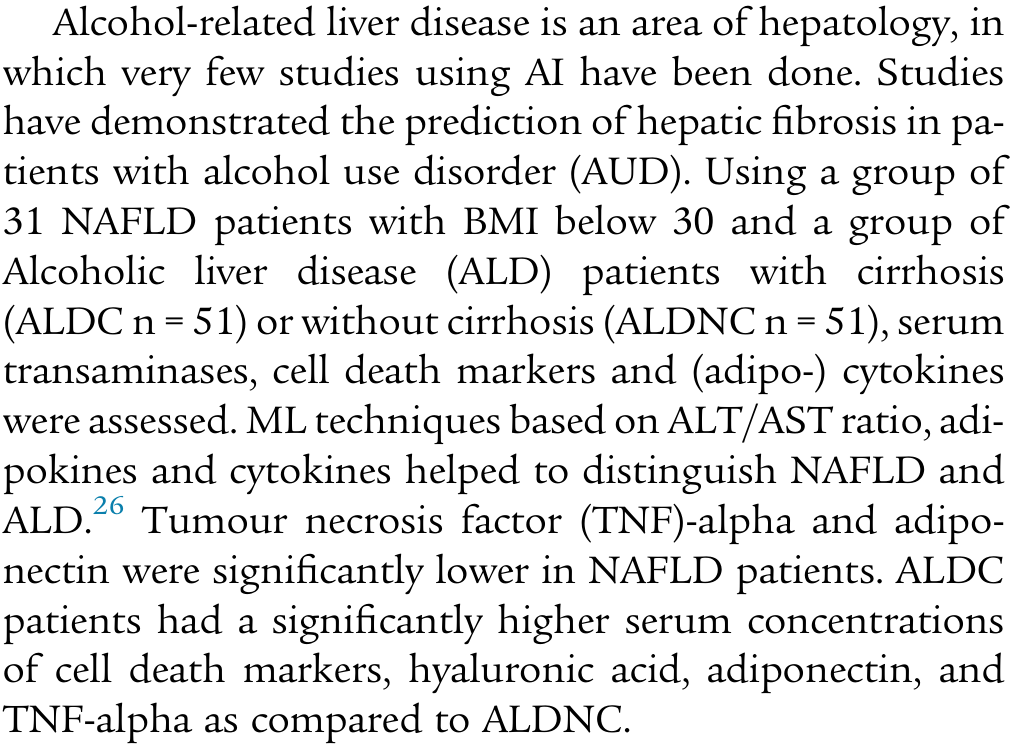 Alcohol-related liver disease is an area of hepatology, in
which very few studies using AI have been done. Studies
have demonstrated the prediction of hepatic fibrosis in pa-
tients with alcohol use disorder (AUD). Using a group of
31 NAFLD patients with BMI below 30 and a group of
Alcoholic liver disease (ALD) patients with cirrhosis
(ALDC n = 51) or without cirrhosis (ALDNC n = 51), serum
transaminases, cell death markers and (adipo-) cytokines
were assessed. ML techniques based on ALT/AST ratio, adi-
pokines and cytokines helped to distinguish NAFLD and
ALD.26 Tumour necrosis factor (TNF)-alpha and adipo-
nectin were significantly lower in NAFLD patients. ALDC
patients had a significantly higher serum concentrations
of cell death markers, hyaluronic acid, adiponectin, and
TNF-alpha as compared to ALDNC.